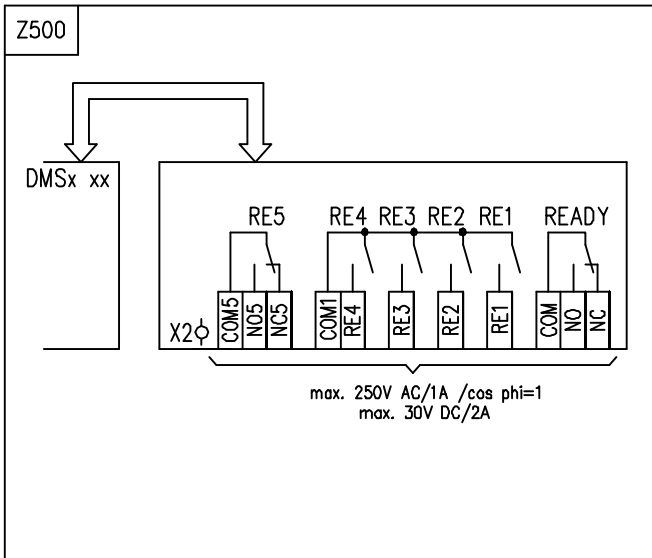 Z500
DMSx xx
RE5 RE4 RE3 RE2 RE1 READY
X2
COM5 NO5 NC5 COM1 RE4 RE3 RE2 RE1 COM NO NC
max. 250V AC/1A /cos phi=1
max. 30V DC/2A